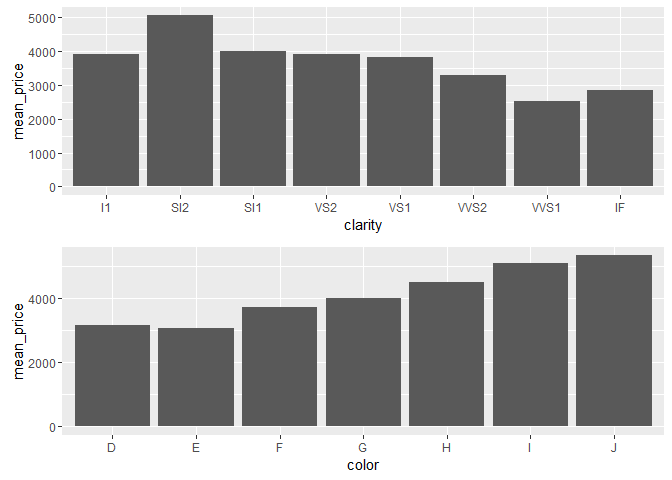 mean_price
5000
4000
3000
2000
1000
0
I1 SI2 SI1 VS2 VS1 VVS2 VVS1 IF
clarity
mean_price
4000
2000
0
D E F G H I J
color